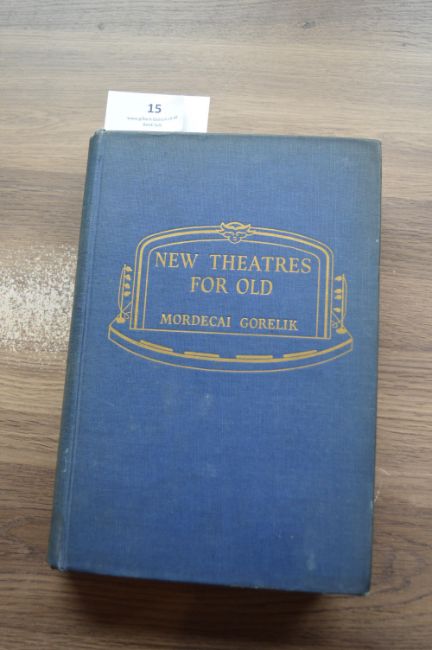 15
NEW THEATRES
FOR OLD
MORDECAI GORELIK